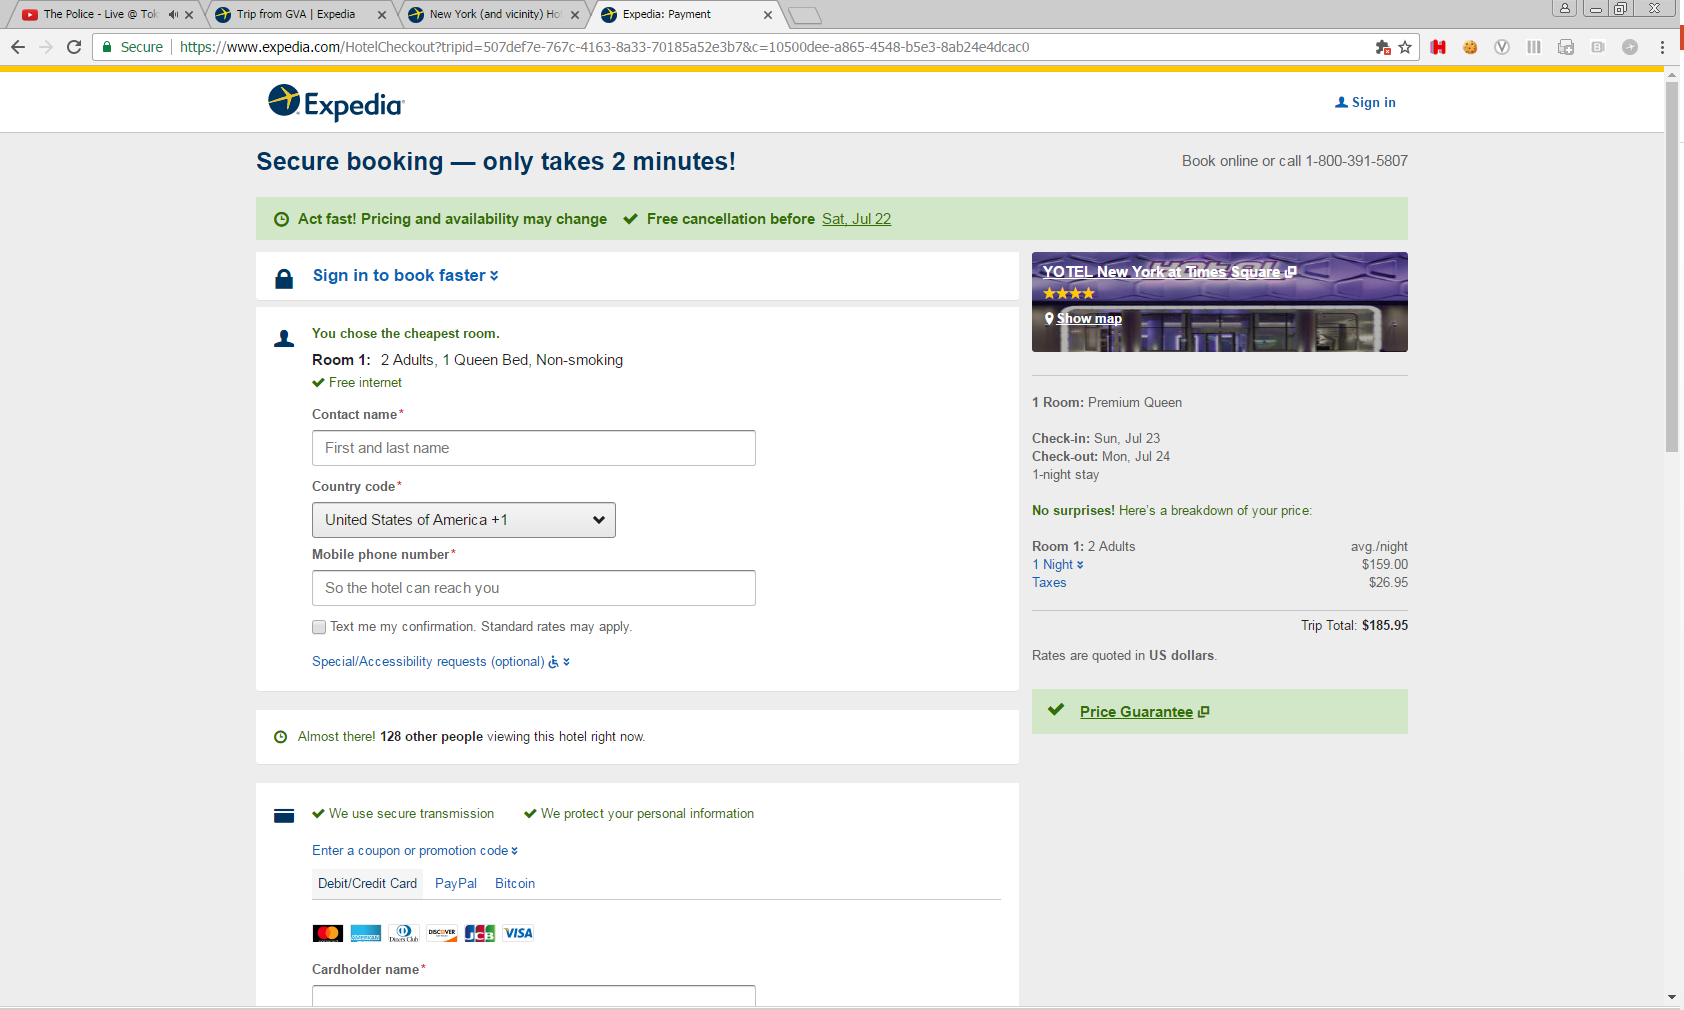 The Police - Live @ Tok
Trip from GVA | Expedia
New York (and vicinity) Ho
Expedia: Payment
Secure
https://www.expedia.com/HotelCheckout?tripid=507def7e-767c-4163-8a33-70185a52e3b7&c=10500dee-a865-4548-b5e3-8ab24e4dcac0
Expedia
Sign in
Secure booking — only takes 2 minutes!
Book online or call 1-800-391-5807
Act fast! Pricing and availability may change
Free cancellation before Sat, Jul 22
Sign in to book faster
You chose the cheapest room.
Room 1: 2 Adults, 1 Queen Bed, Non-smoking
Free internet
Contact name*
First and last name
Country code*
United States of America +1
Mobile phone number*
So the hotel can reach you
Text me my confirmation. Standard rates may apply.
Special/Accessibility requests (optional)
Almost there! 128 other people viewing this hotel right now.
We use secure transmission
We protect your personal information
Enter a coupon or promotion code
Debit/Credit Card
PayPal
Bitcoin
DISCOVER
JCB
VISA
Cardholder name*
YOTEL New York at Times Square
Show map
1 Room: Premium Queen
Check-in: Sun, Jul 23
Check-out: Mon, Jul 24
1-night stay
No surprises! Here's a breakdown of your price:
Room 1: 2 Adults avg./night
1 Night $159.00
Taxes $26.95
Trip Total: $185.95
Rates are quoted in US dollars.
Price Guarantee